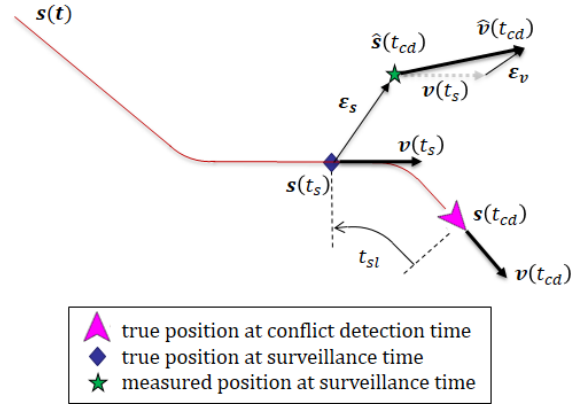 s(t)
ŝ(t_cd)
v̂(t_cd)
ε_s
v(t_s)
ε_v
v(t_s)
s(t_s)
s(t_cd)
t_sl
v(t_cd)
true position at conflict detection time
true position at surveillance time
measured position at surveillance time